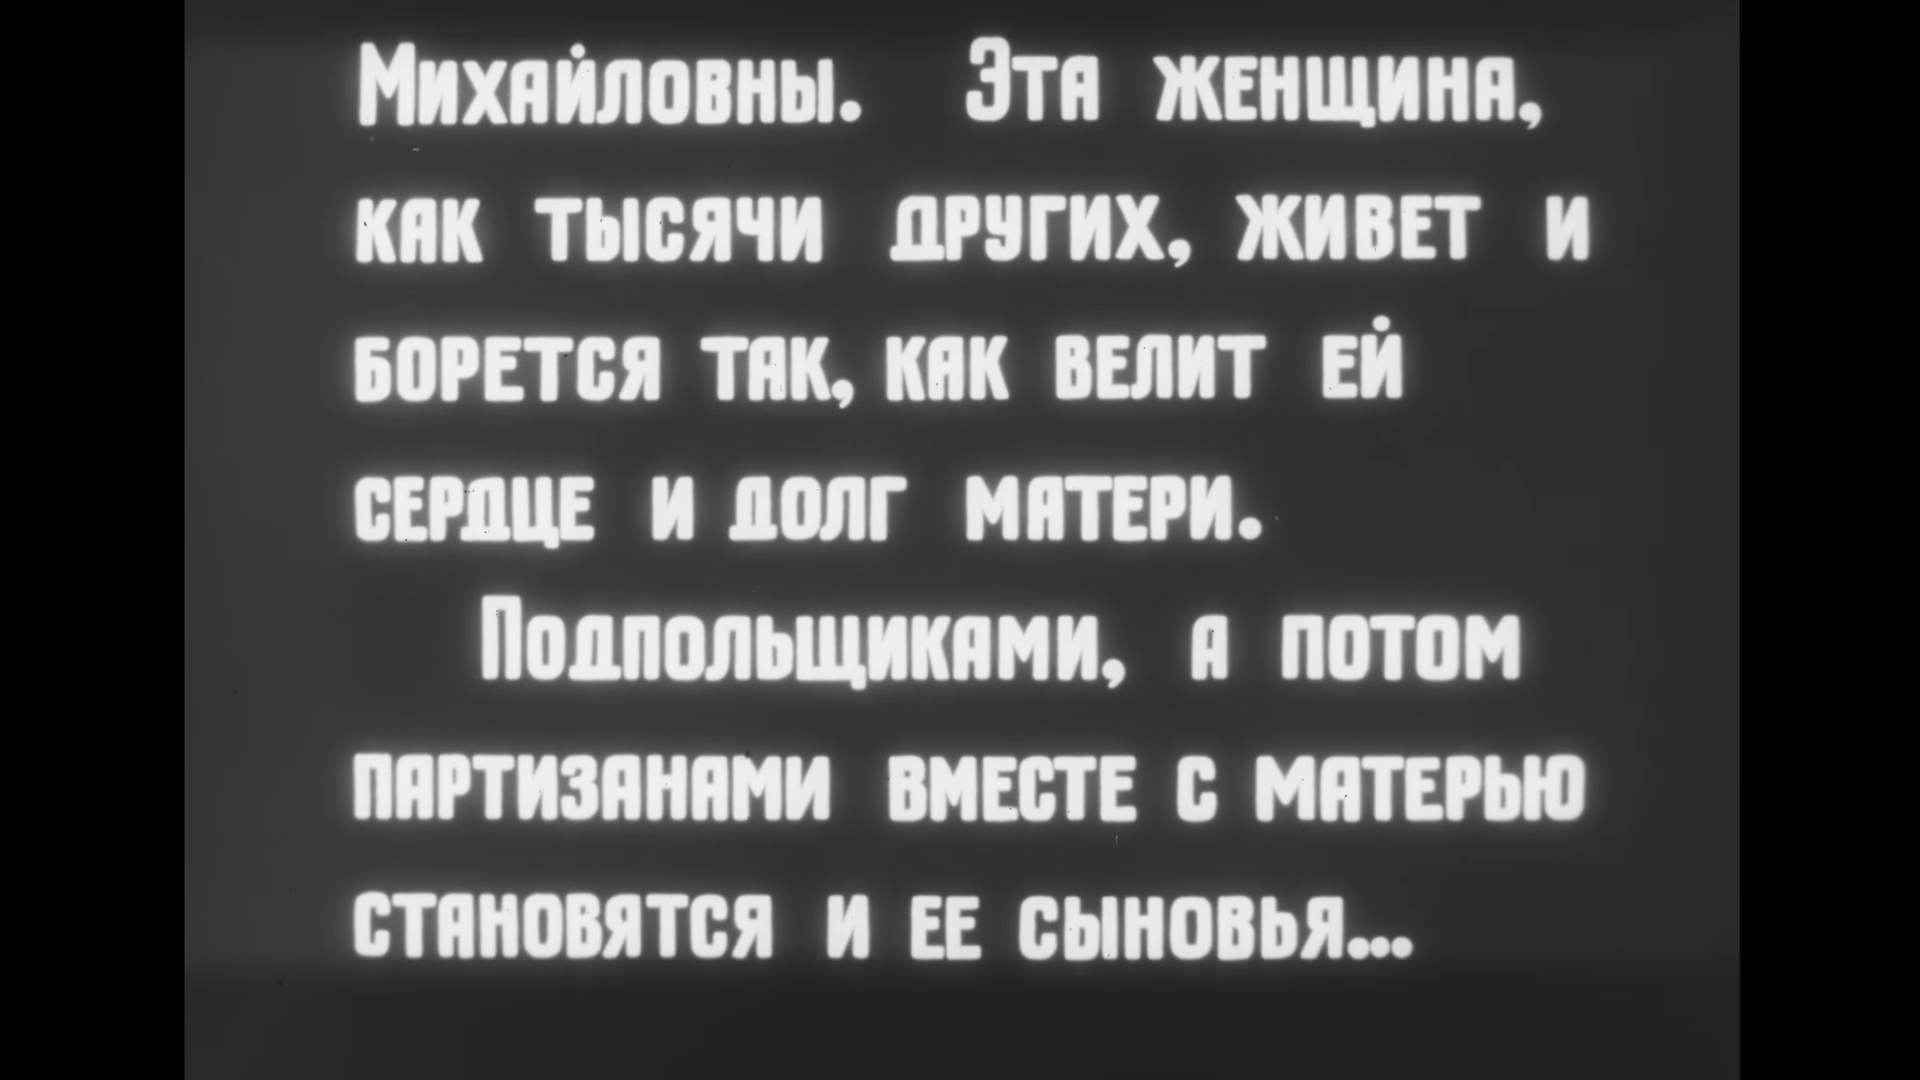 Михайловны. Эта женщина,
как тысячи других, живет и
борется так, как велит ей
сердце и долг матери.
Подпольщиками, а потом
партизанами вместе с матерью
становятся и ее сыновья...